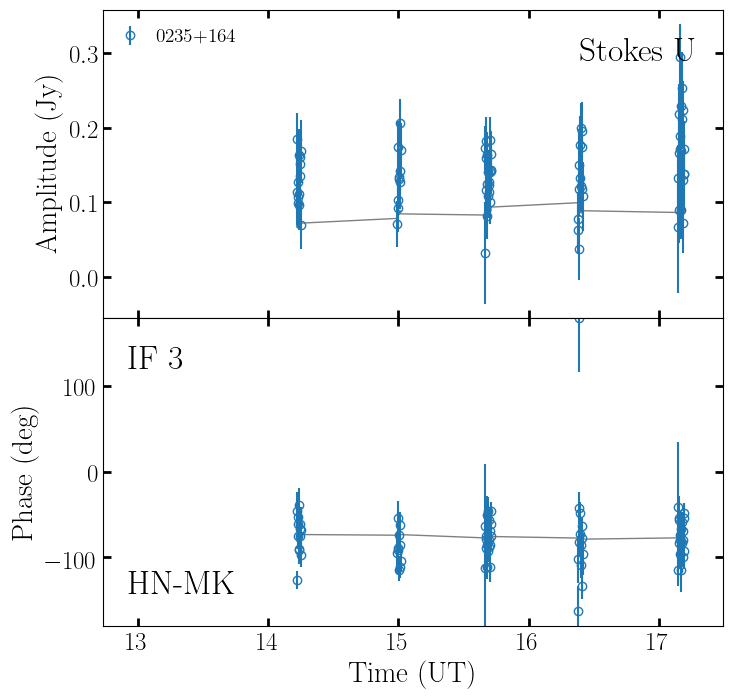 0235+164
Stokes U
Amplitude (Jy)
0.3
0.2
0.1
0.0
IF 3
HN-MK
Phase (deg)
100
0
−100
13 14 15 16 17
Time (UT)